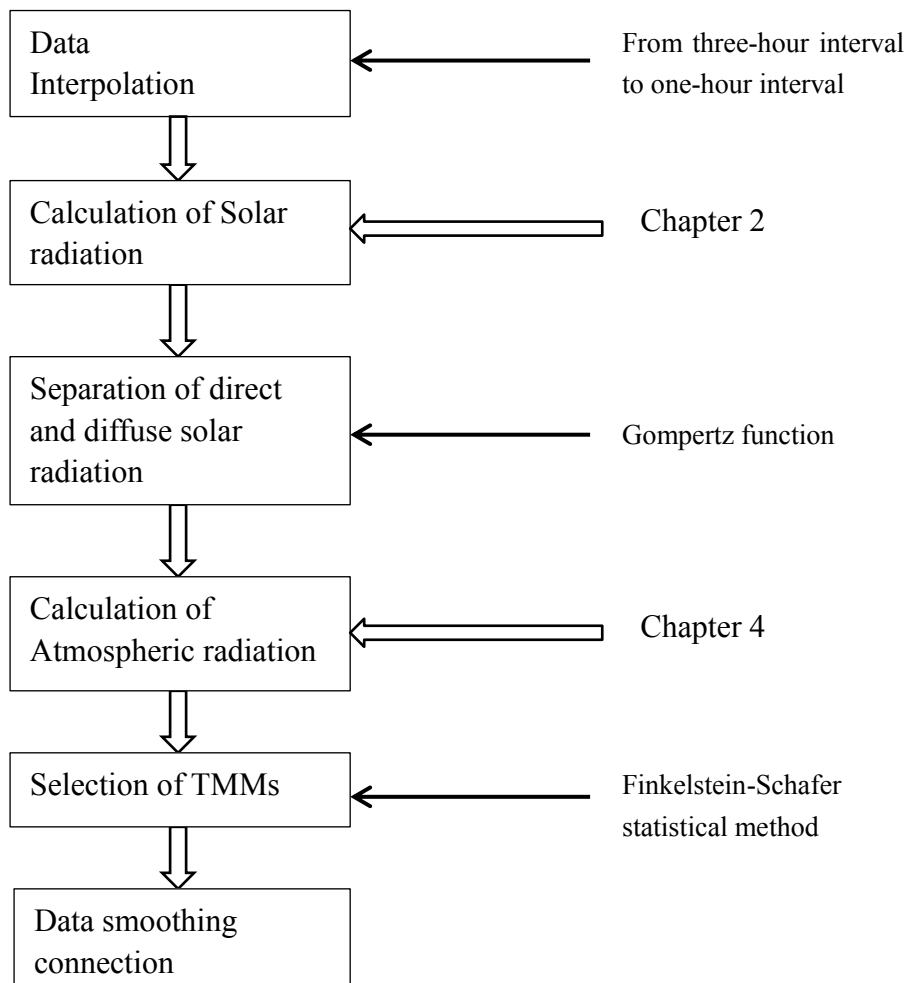 Data
Interpolation
From three-hour interval
to one-hour interval
Calculation of Solar
radiation
Chapter 2
Separation of direct
and diffuse solar
radiation
Gompertz function
Calculation of
Atmospheric radiation
Chapter 4
Selection of TMMs
Finkelstein-Schafer
statistical method
Data smoothing
connection